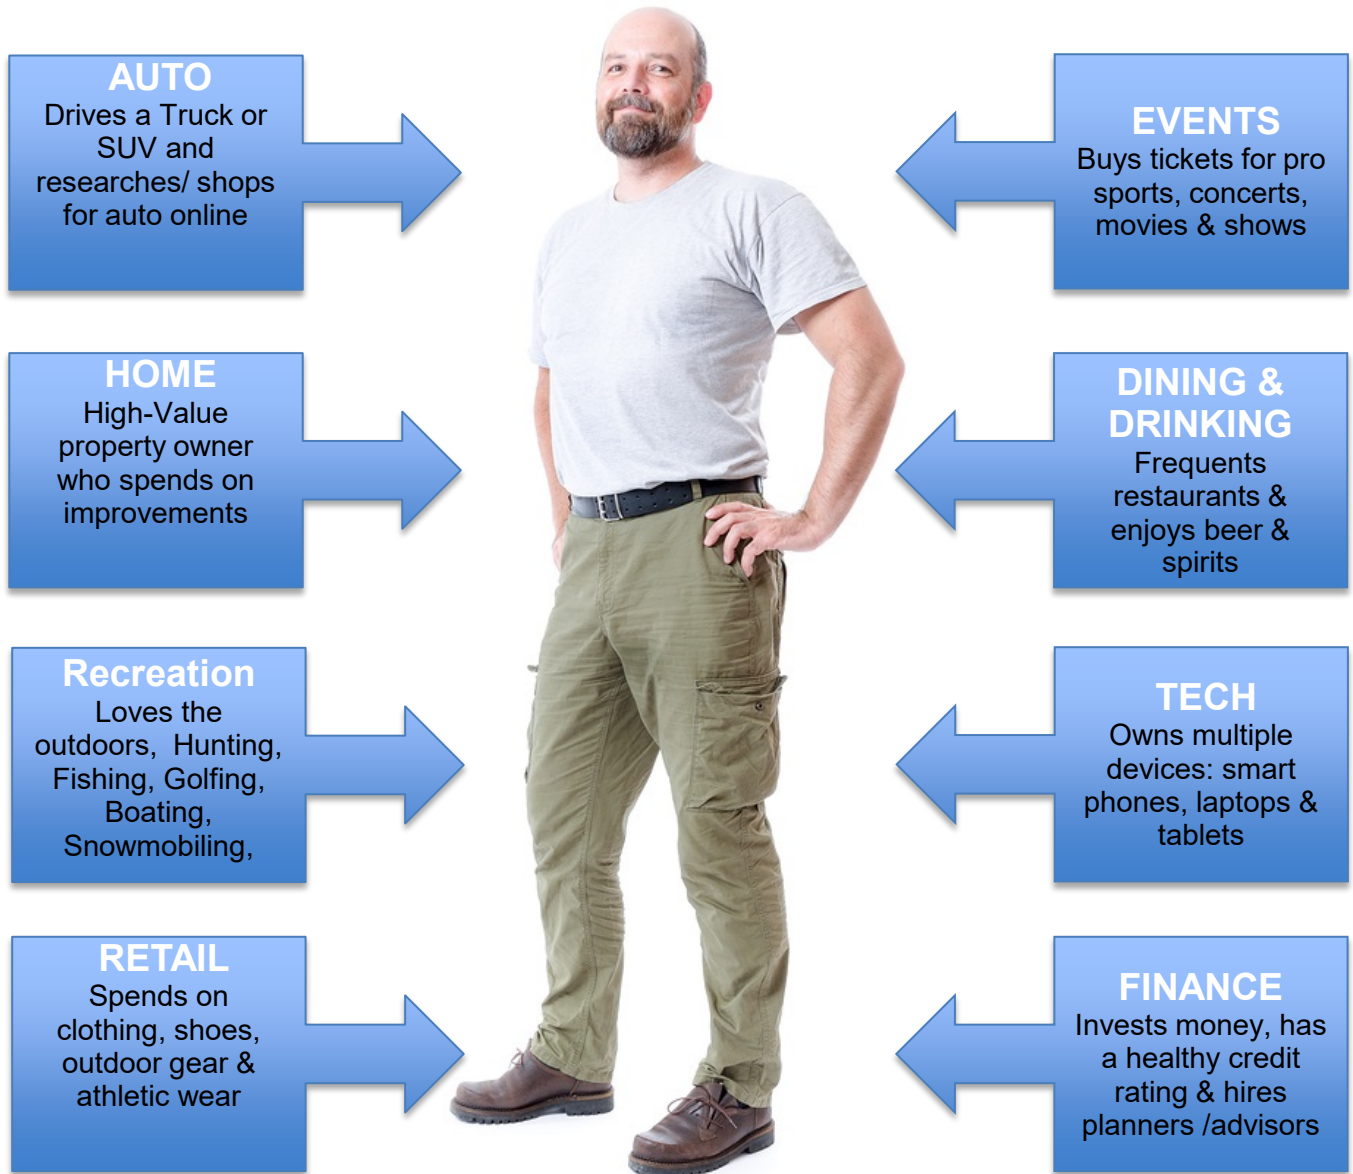 AUTO
Drives a Truck or
SUV and
researches/ shops
for auto online
HOME
High-Value
property owner
who spends on
improvements
Recreation
Loves the
outdoors, Hunting,
Fishing, Golfing,
Boating,
Snowmobiling,
RETAIL
Spends on
clothing, shoes,
outdoor gear &
athletic wear
EVENTS
Buys tickets for pro
sports, concerts,
movies & shows
DINING &
DRINKING
Frequents
restaurants &
enjoys beer &
spirits
TECH
Owns multiple
devices: smart
phones, laptops &
tablets
FINANCE
Invests money, has
a healthy credit
rating & hires
planners /advisors